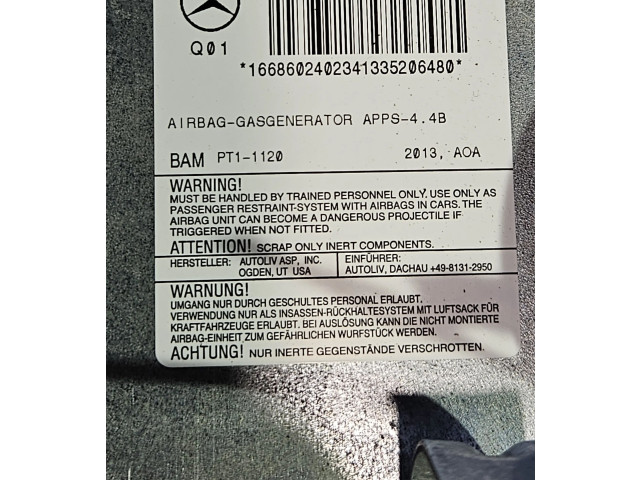 Q01
*1668602402341335206480*
AIRBAG-GASGENERATOR APPS-4.4B
BAM PT1-1120 2013, AOA
WARNING!
MUST BE HANDLED BY TRAINED PERSONNEL ONLY. USE ONLY AS
PASSENGER RESTRAINT-SYSTEM WITH AIRBAGS IN CARS. THE
AIRBAG UNIT CAN BECOME A DANGEROUS PROJECTILE IF
TRIGGERED WHEN NOT FITTED.
ATTENTION! SCRAP ONLY INERT COMPONENTS.
HERSTELLER: AUTOLIV ASP, INC.
OGDEN, UT USA
EINFÜHRER:
AUTOLIV, DACHAU +49-8131-2950
WARNUNG!
UMGANG NUR DURCH GESCHULTES PERSONAL ERLAUBT.
VERWENDUNG NUR ALS INSASSEN-RÜCKHALTESYSTEM MIT LUFTSACK FÜR
KRAFTFAHRZEUGE ERLAUBT. BEI AUSLÖSUNG KANN DIE NICHT MONTIERTE
AIRBAG-EINHEIT ZUM GEFÄHRLICHEN WURFSTÜCK WERDEN.
ACHTUNG! NUR INERTE GEGENSTÄNDE VERSCHROTTEN.